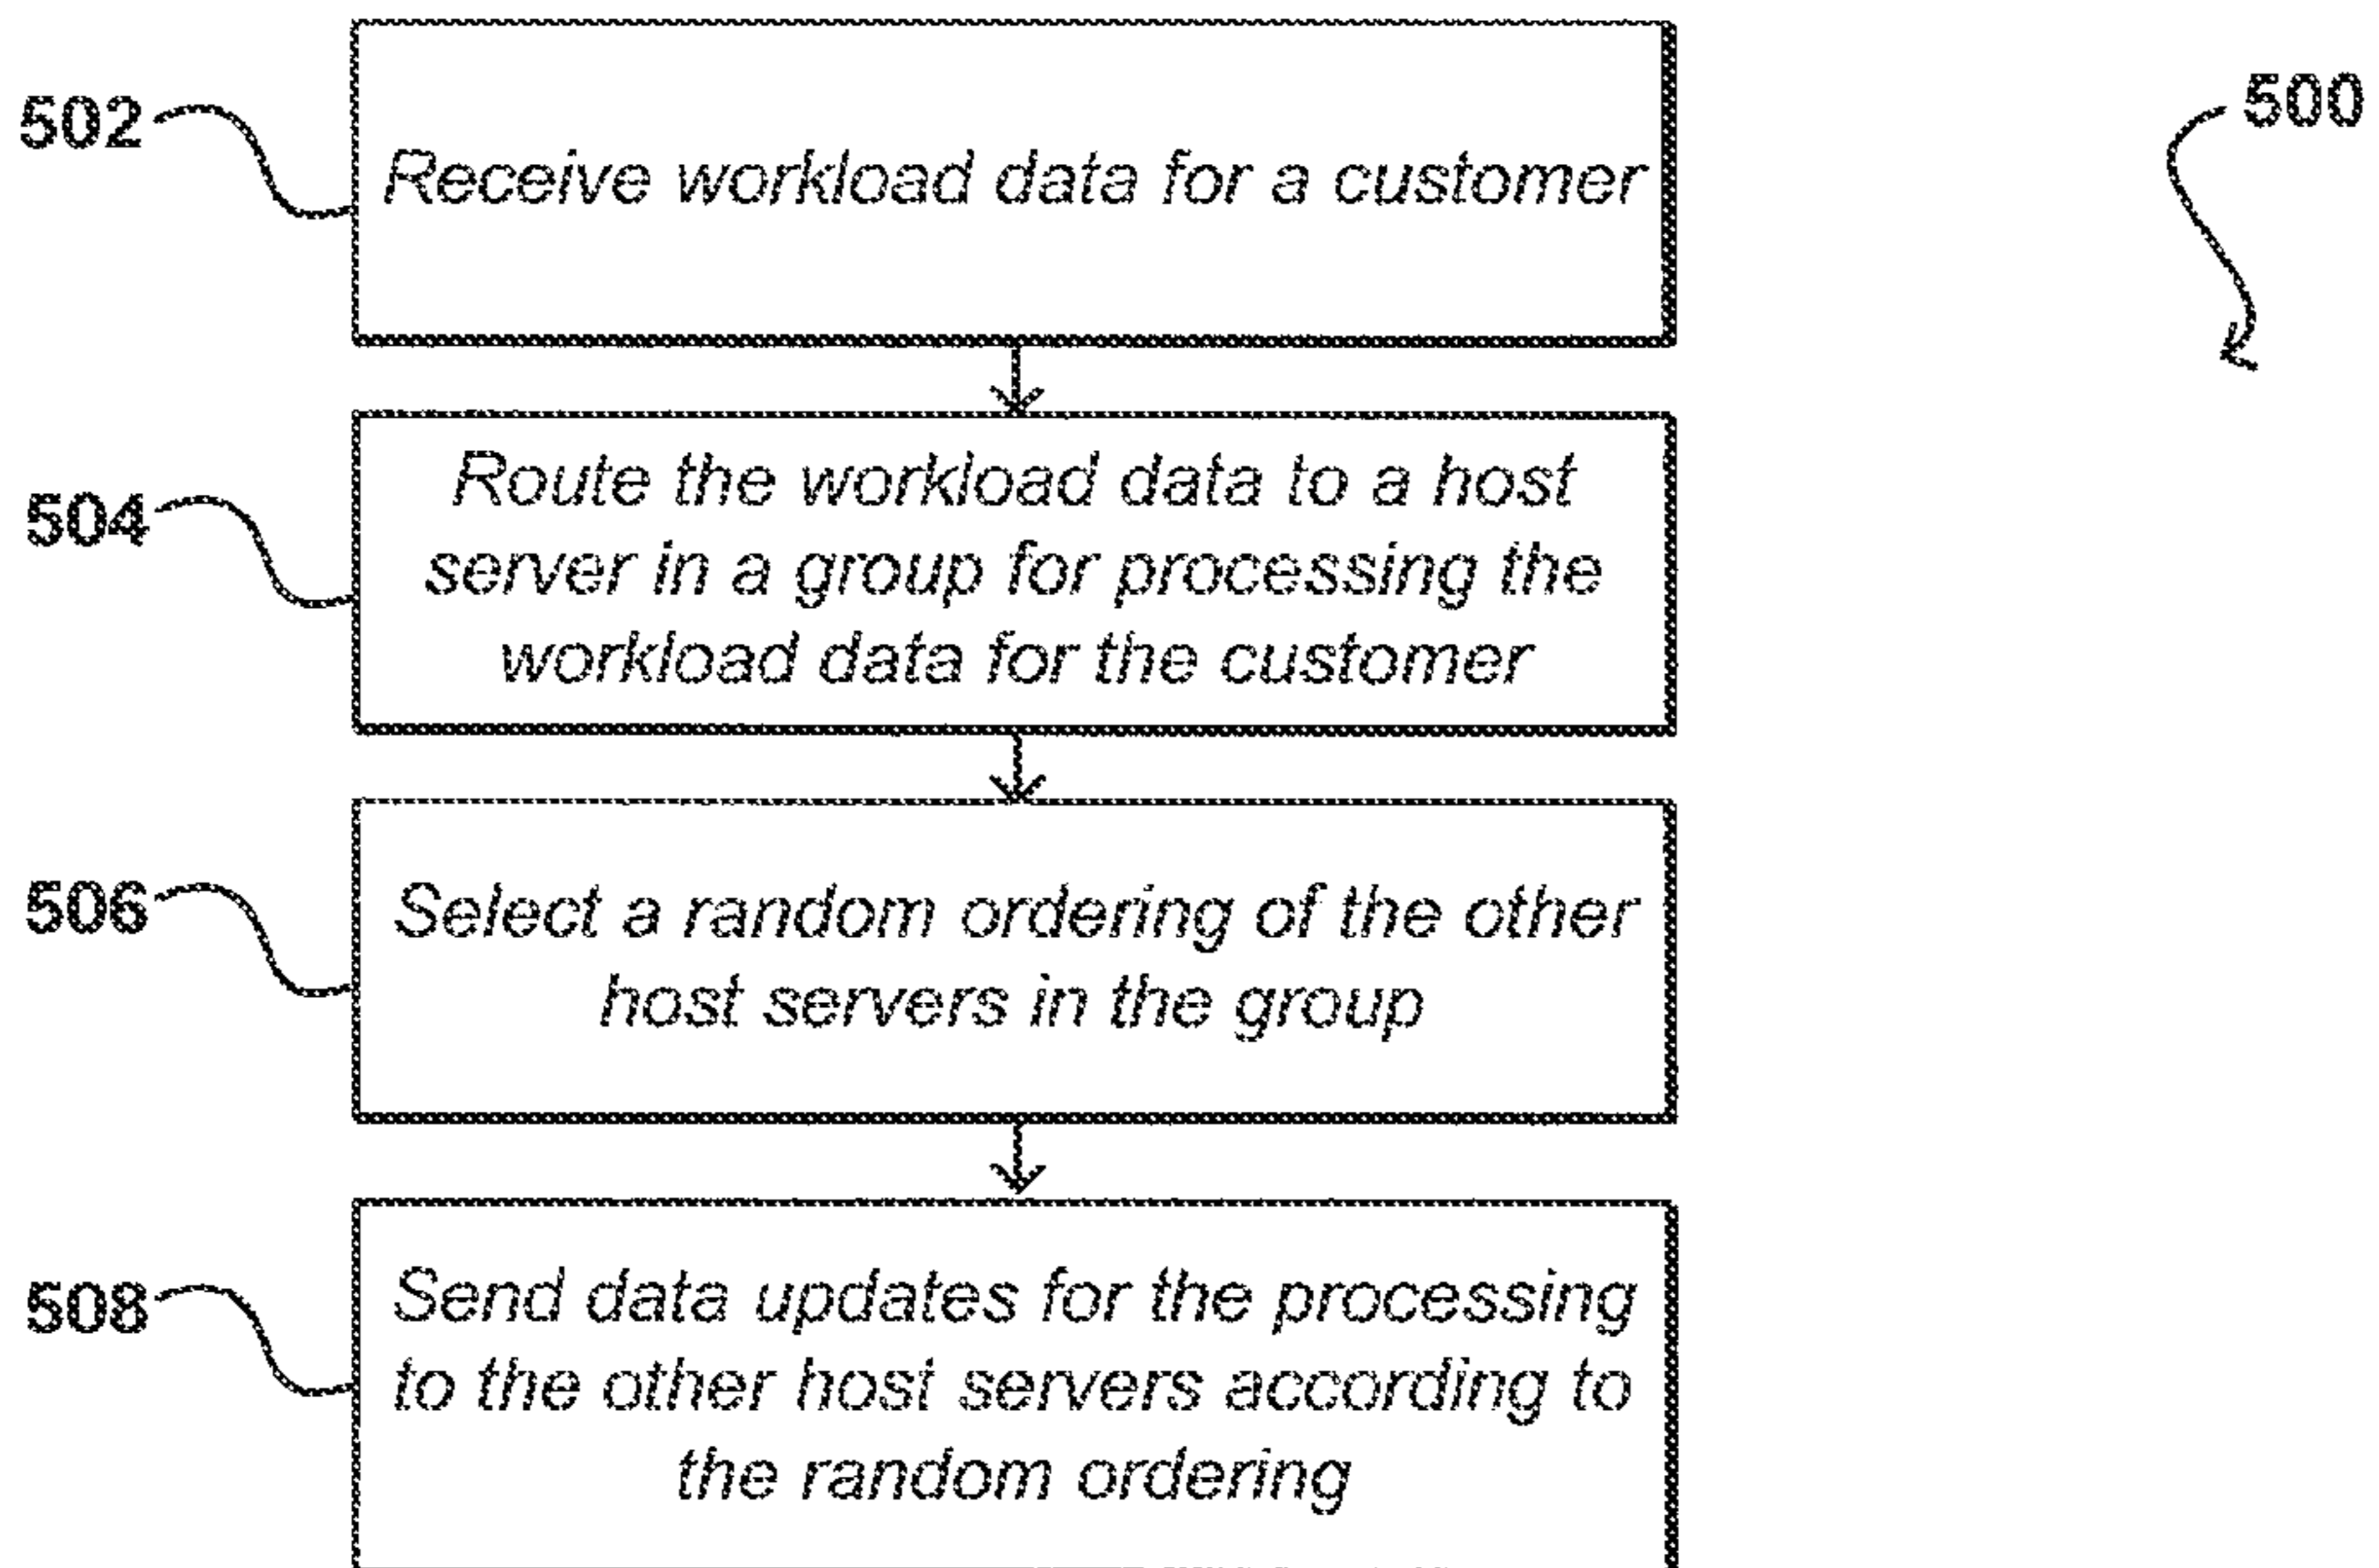 502
500
Receive workload data for a customer
504
Route the workload data to a host
server in a group for processing the
workload data for the customer
506
Select a random ordering of the other
host servers in the group
508
Send data updates for the processing
to the other host servers according to
the random ordering